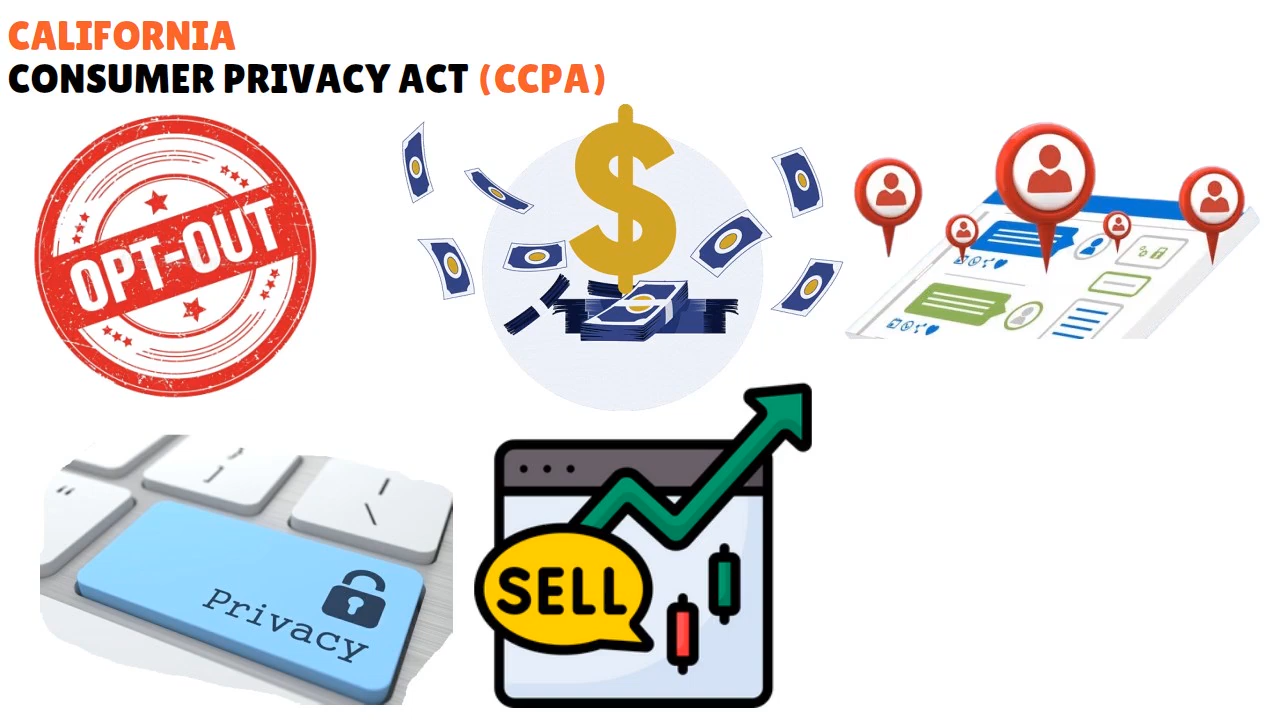 CALIFORNIA
CONSUMER PRIVACY ACT (CCPA)
OPT-OUT
$
Privacy
SELL